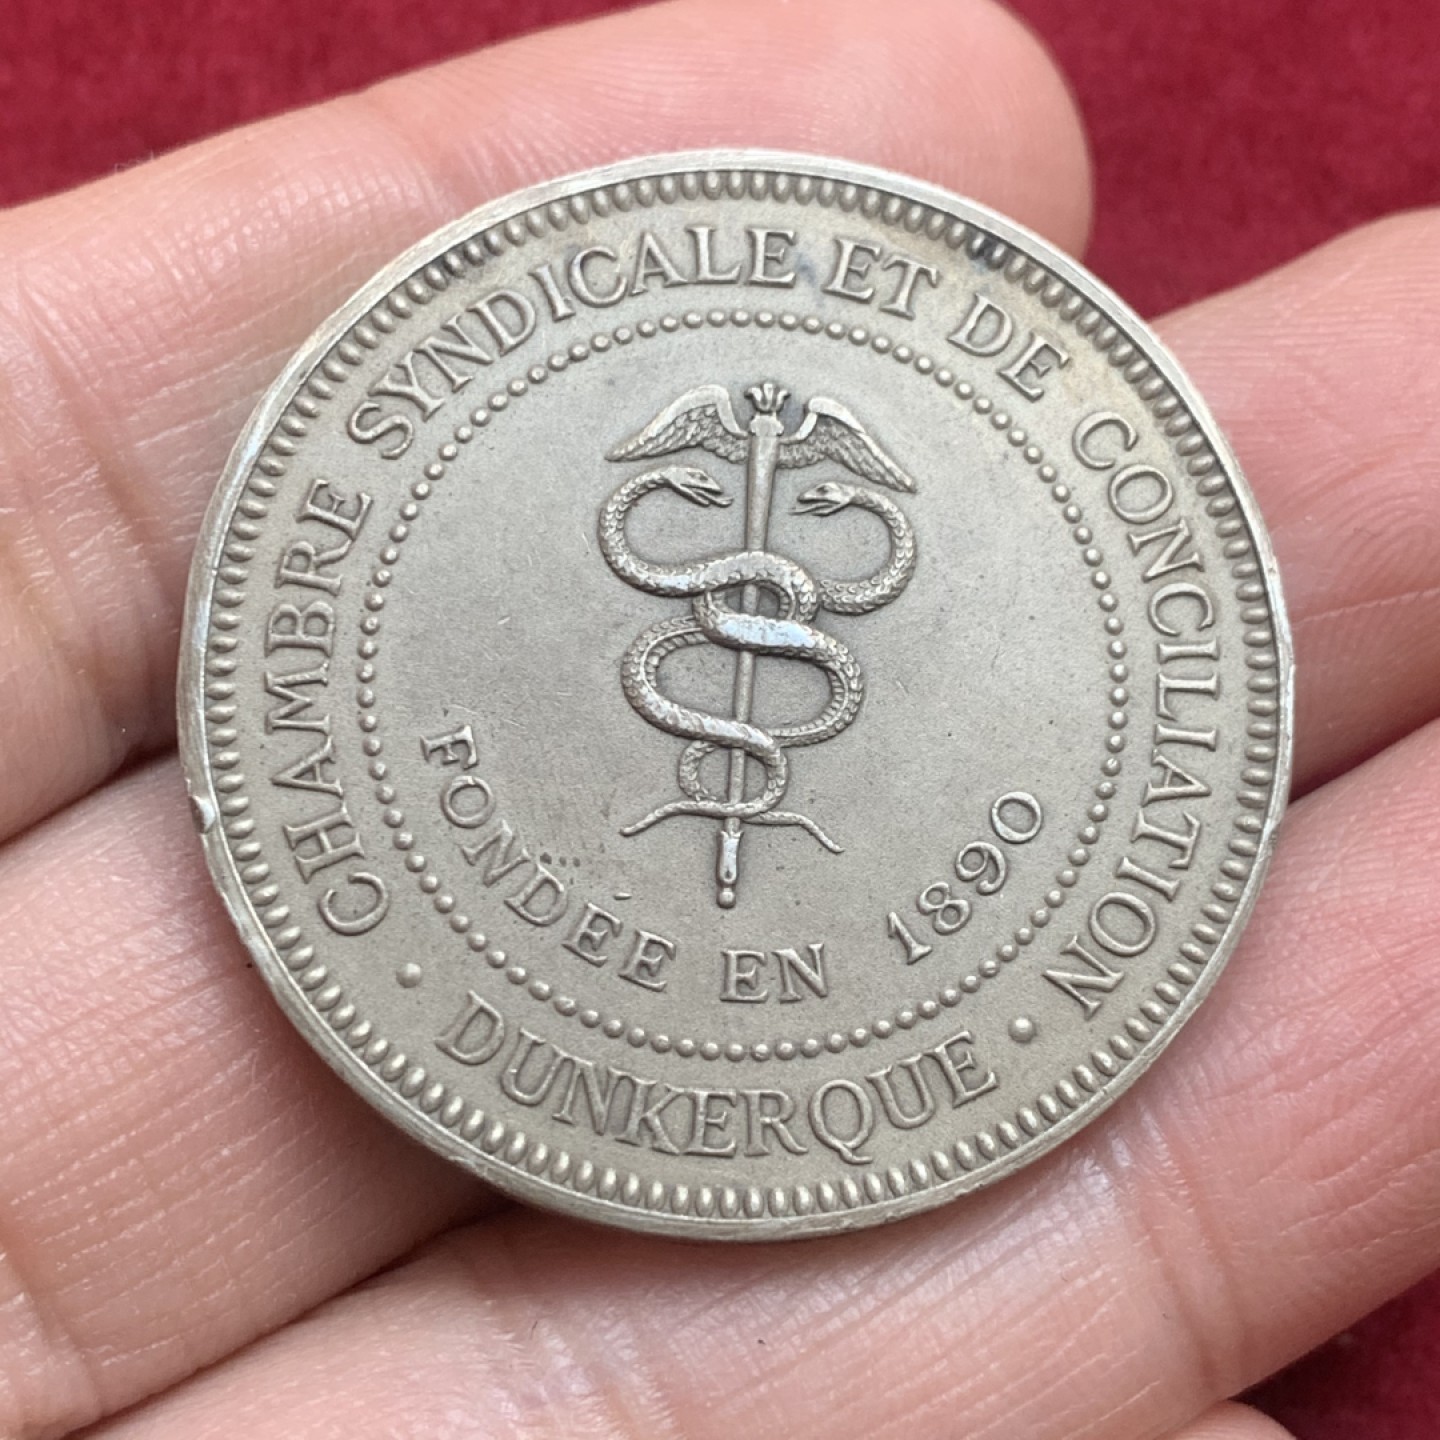 CHAMBRE SYNDICALE ET DE CONCILIATION
· DUNKERQUE ·
FONDÉE EN 1890